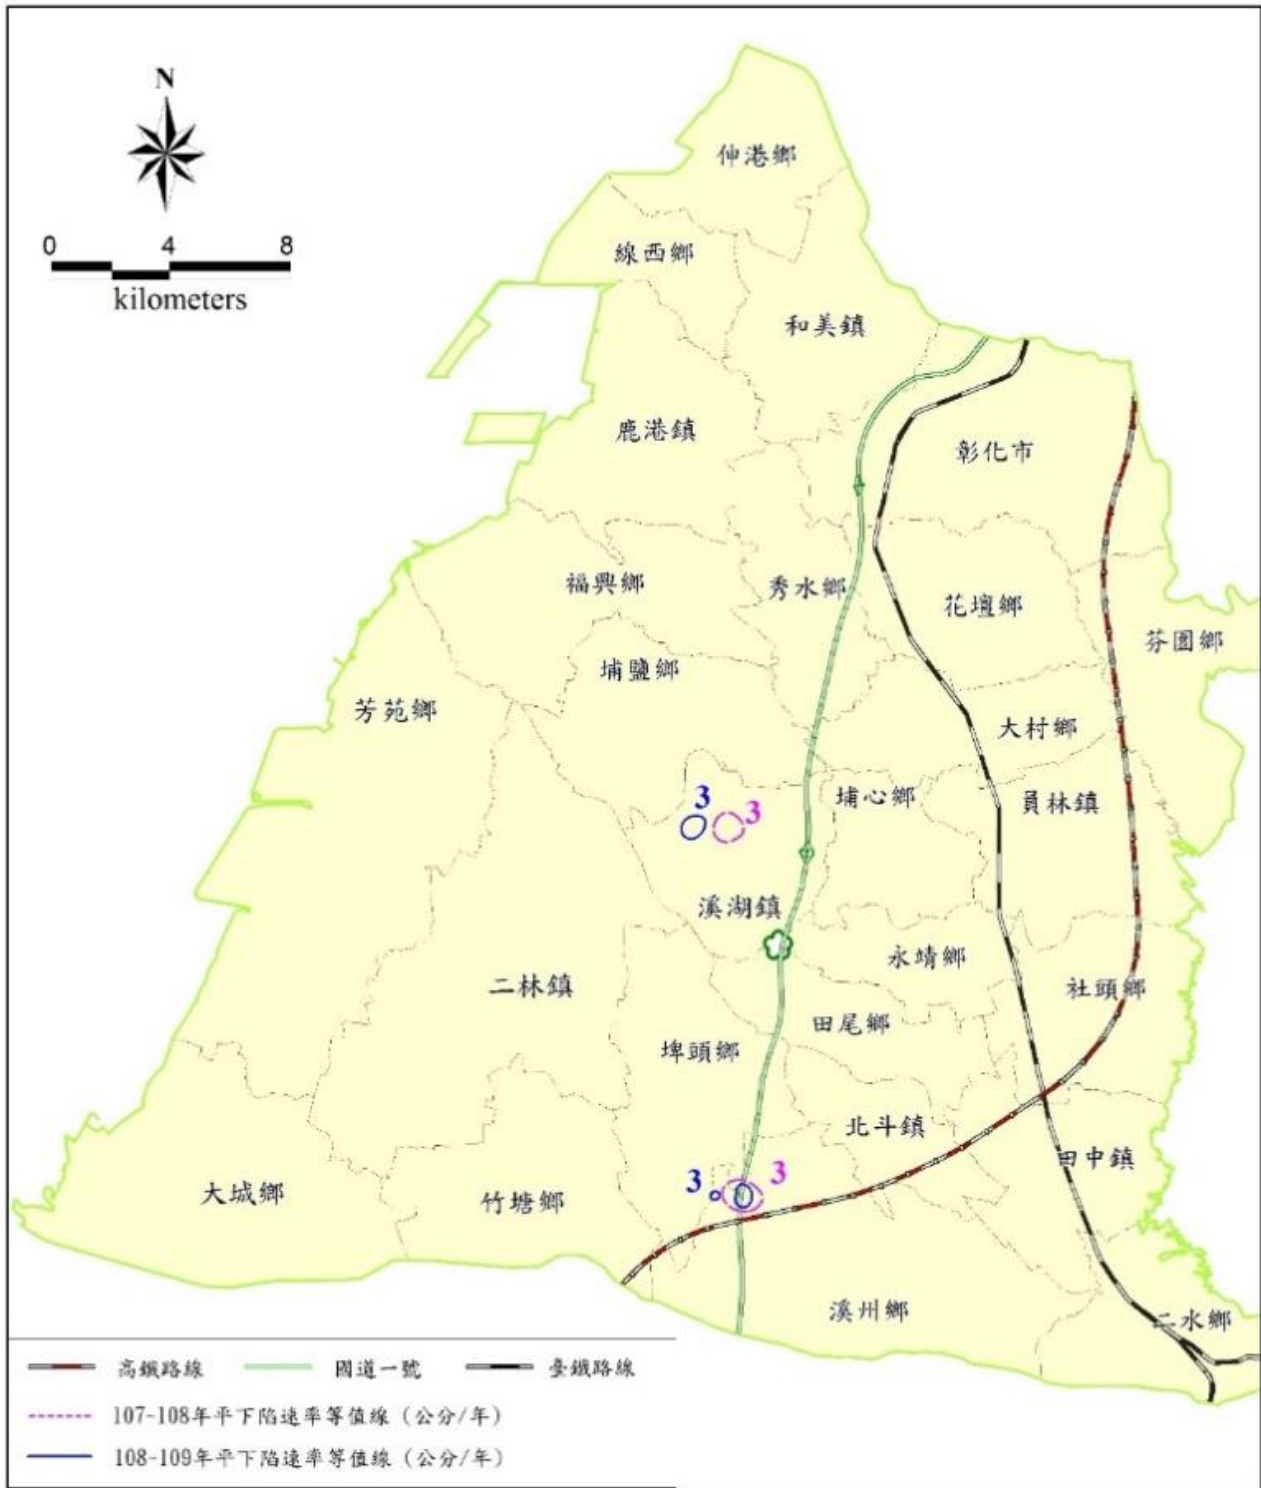 N
0 4 8
kilometers
伸港鄉
線西鄉
和美鎮
鹿港鎮
彰化市
福興鄉
秀水鄉
花壇鄉
芬園鄉
埔鹽鄉
芳苑鄉
大村鄉
3
3
埔心鄉
員林鎮
溪湖鎮
永靖鄉
二林鎮
社頭鄉
田尾鄉
埤頭鄉
北斗鎮
田中鎮
3
3
大城鄉
竹塘鄉
溪州鄉
二水鄉
高鐵路線 國道一號 臺鐵路線
107-108年平下陷速率等值線（公分/年）
108-109年平下陷速率等值線（公分/年）